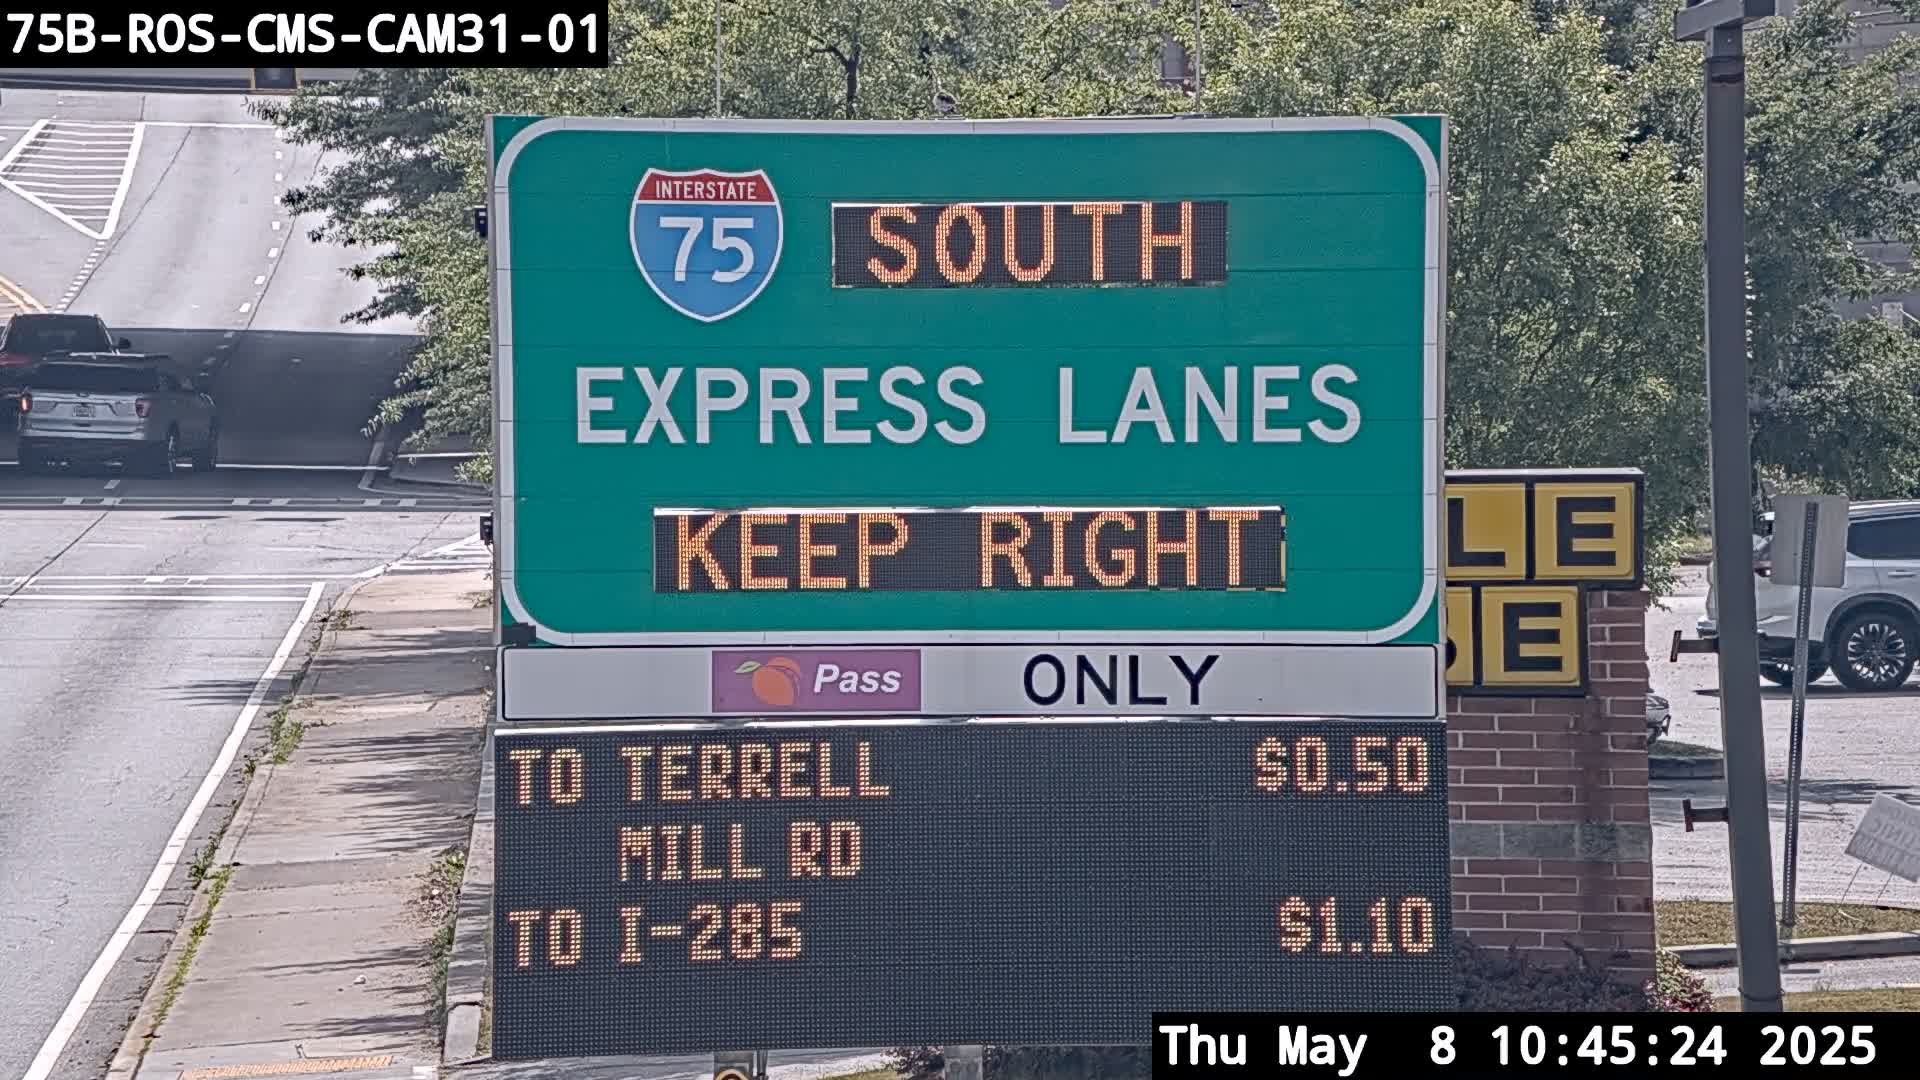 75B-ROS-CMS-CAM31-01
INTERSTATE
75
SOUTH
EXPRESS LANES
KEEP RIGHT
Pass ONLY
TO TERRELL $0.50
MILL RD
TO I-285 $1.10
LE
E
Thu May 8 10:45:24 2025